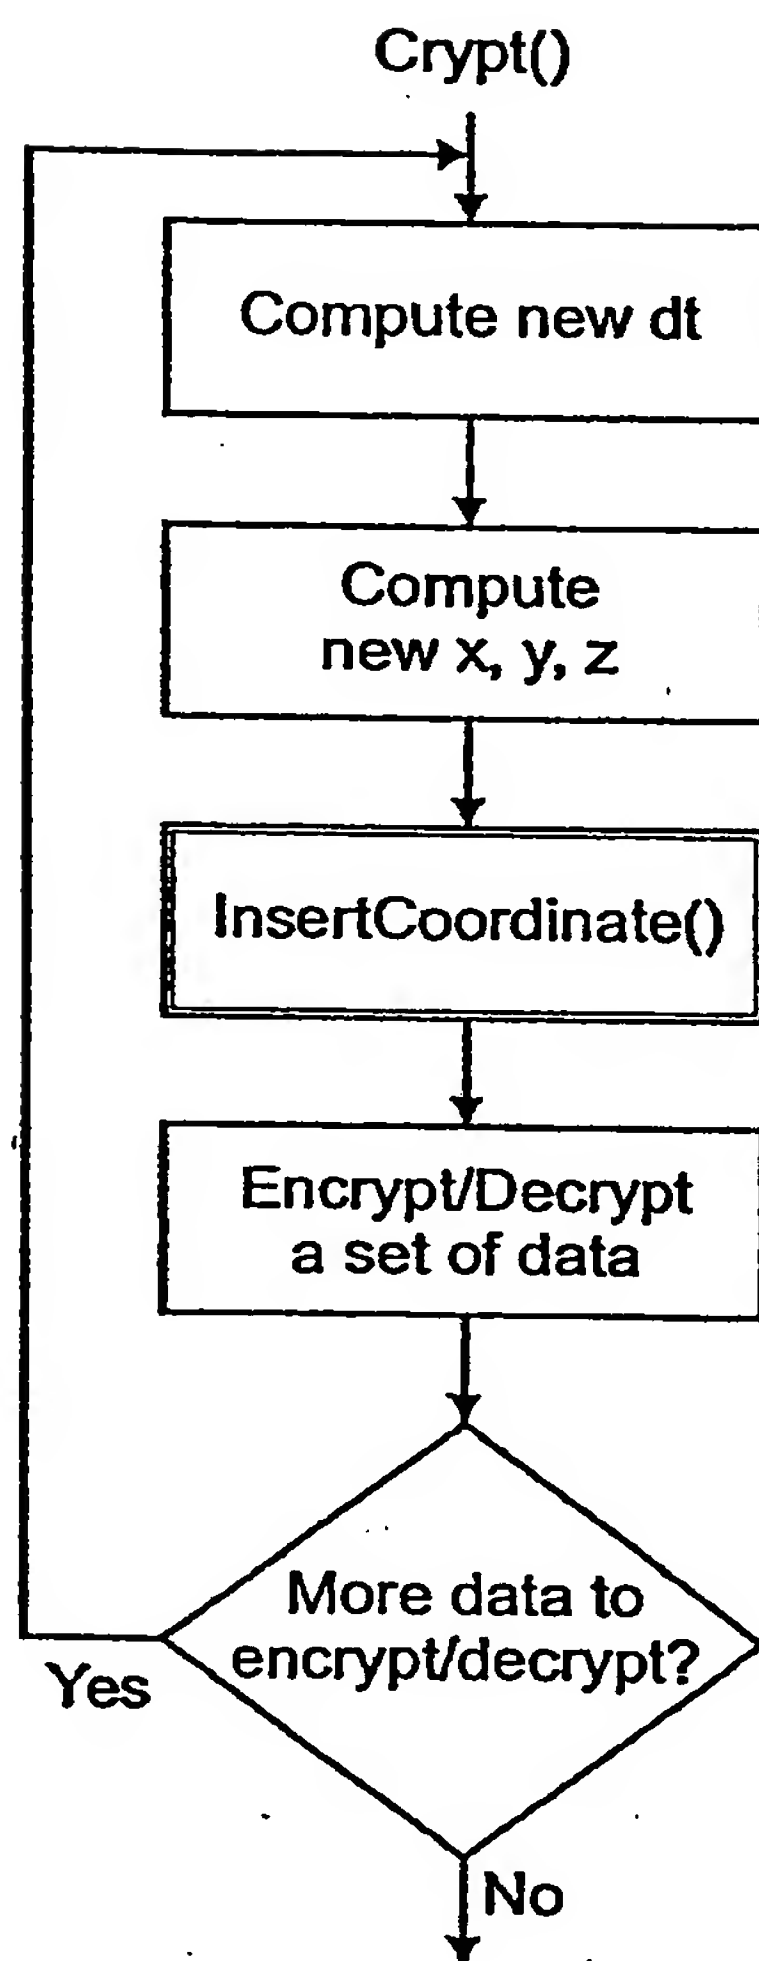 Crypt()
Compute new dt
Compute
new x, y, z
InsertCoordinate()
Encrypt/Decrypt
a set of data
More data to
encrypt/decrypt?
Yes
No